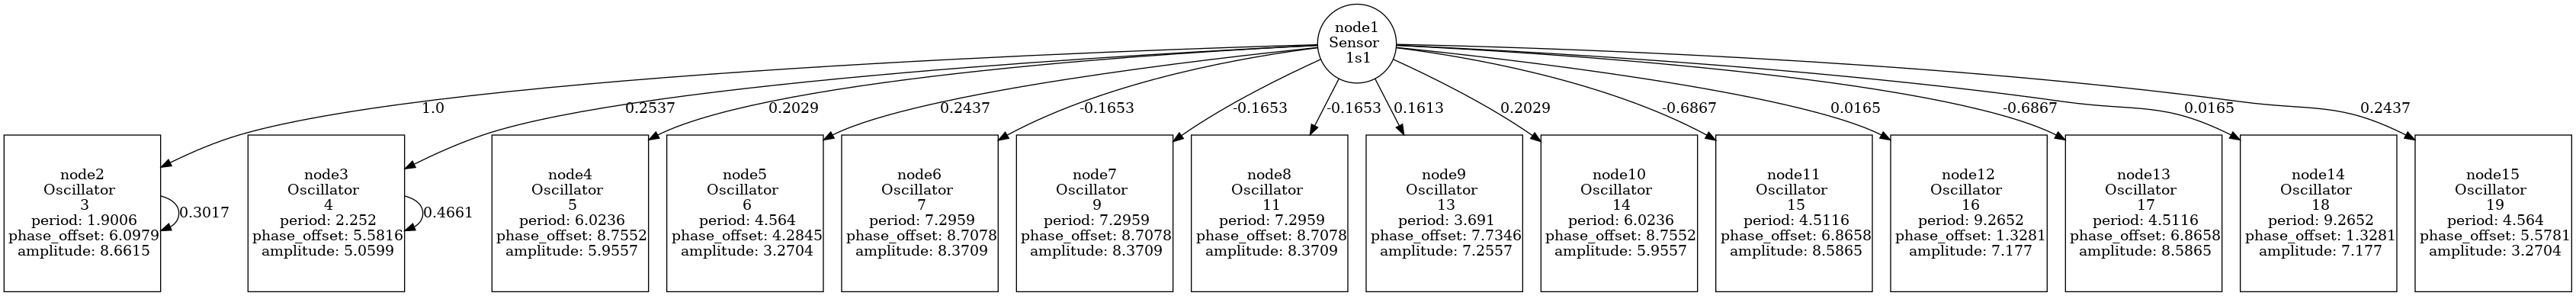 node1
Sensor
1s1
1.0
0.2537
0.2029
0.2437
-0.1653
-0.1653
-0.1653
0.1613
0.2029
-0.6867
0.0165
-0.6867
0.0165
0.2437
node2
Oscillator
3
period: 1.9006
phase_offset: 6.0979
amplitude: 8.6615
0.3017
node3
Oscillator
4
period: 2.252
phase_offset: 5.5816
amplitude: 5.0599
0.4661
node4
Oscillator
5
period: 6.0236
phase_offset: 8.7552
amplitude: 5.9557
node5
Oscillator
6
period: 4.564
phase_offset: 4.2845
amplitude: 3.2704
node6
Oscillator
7
period: 7.2959
phase_offset: 8.7078
amplitude: 8.3709
node7
Oscillator
9
period: 7.2959
phase_offset: 8.7078
amplitude: 8.3709
node8
Oscillator
11
period: 7.2959
phase_offset: 8.7078
amplitude: 8.3709
node9
Oscillator
13
period: 3.691
phase_offset: 7.7346
amplitude: 7.2557
node10
Oscillator
14
period: 6.0236
phase_offset: 8.7552
amplitude: 5.9557
node11
Oscillator
15
period: 4.5116
phase_offset: 6.8658
amplitude: 8.5865
node12
Oscillator
16
period: 9.2652
phase_offset: 1.3281
amplitude: 7.177
node13
Oscillator
17
period: 4.5116
phase_offset: 6.8658
amplitude: 8.5865
node14
Oscillator
18
period: 9.2652
phase_offset: 1.3281
amplitude: 7.177
node15
Oscillator
19
period: 4.564
phase_offset: 5.5781
amplitude: 3.2704